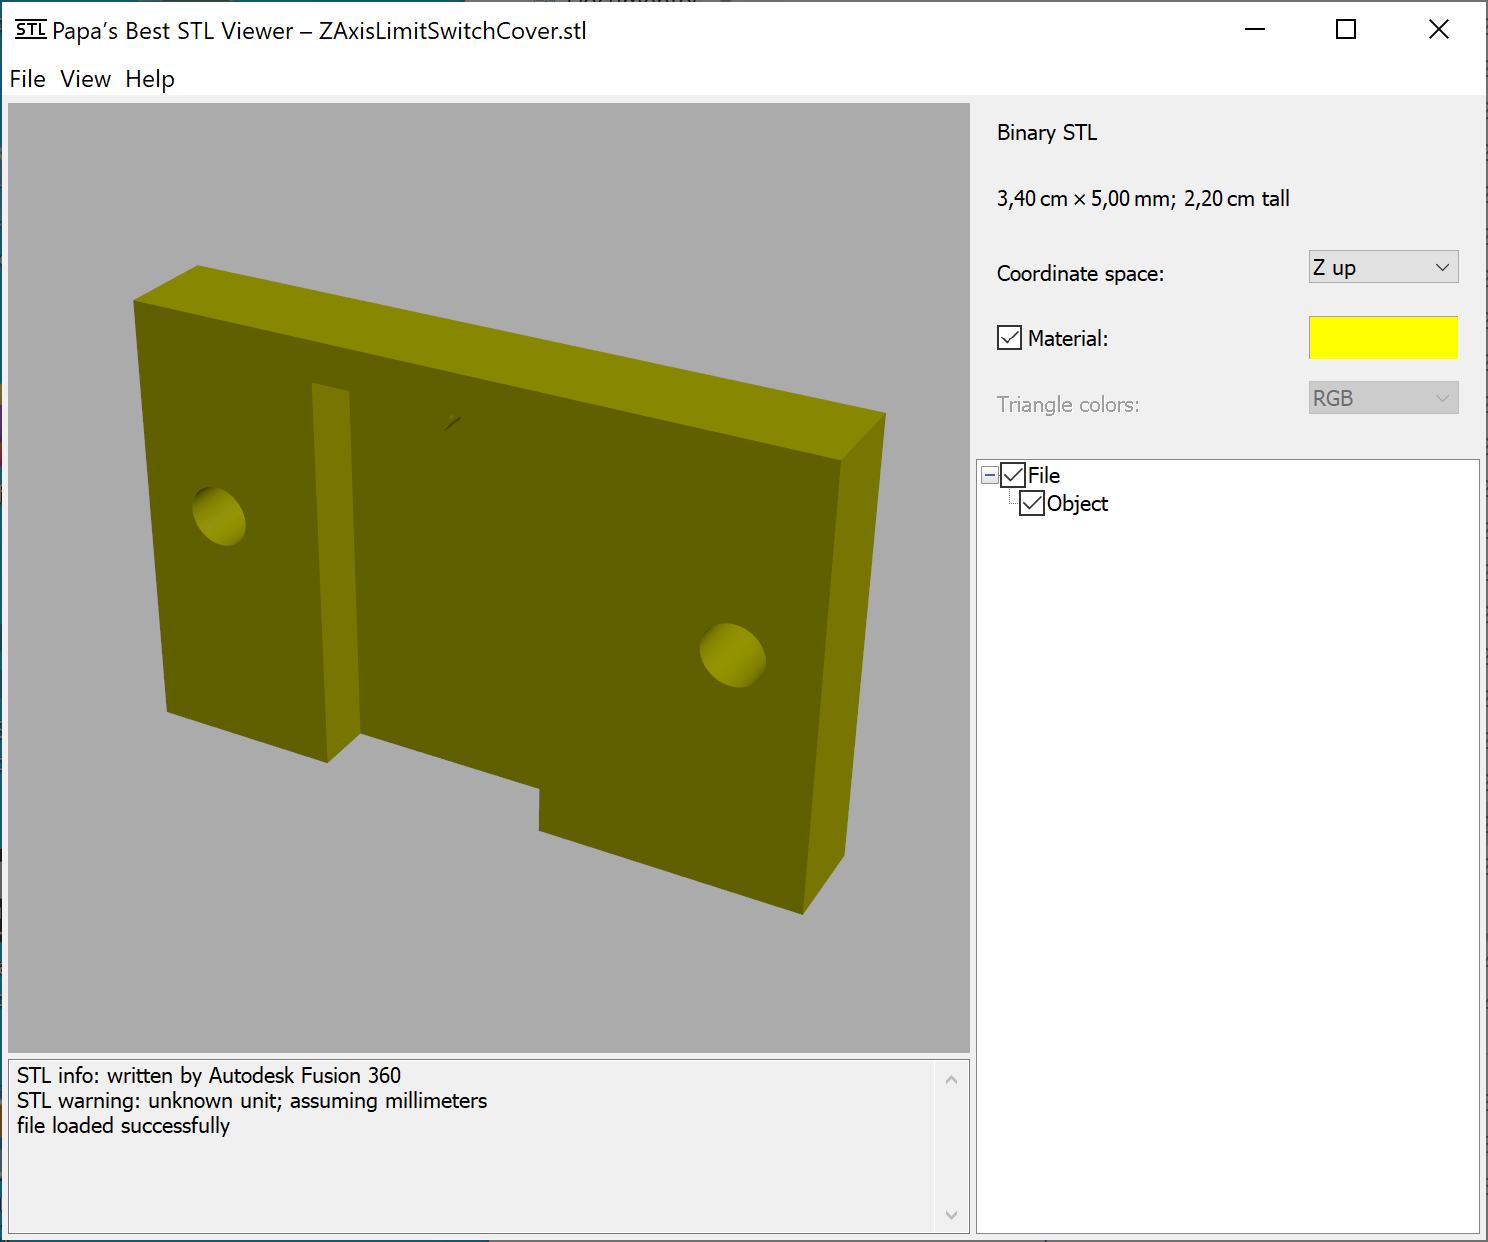 STL Papa’s Best STL Viewer – ZAxisLimitSwitchCover.stl
File View Help
Binary STL
3,40 cm × 5,00 mm; 2,20 cm tall
Coordinate space: Z up
Material:
Triangle colors: RGB
File
Object
STL info: written by Autodesk Fusion 360
STL warning: unknown unit; assuming millimeters
file loaded successfully